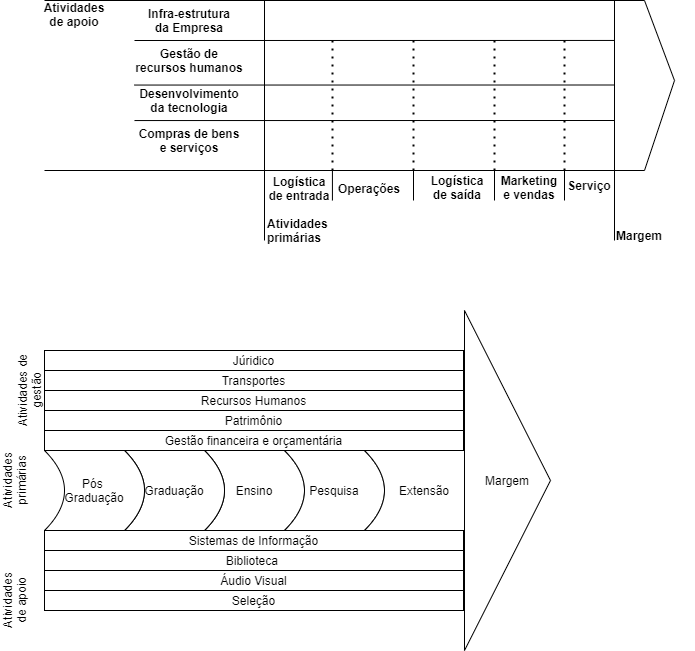 Atividades
de apoio
Infra-estrutura
da Empresa
Gestão de
recursos humanos
Desenvolvimento
da tecnologia
Compras de bens
e serviços
Logística
de entrada
Operações
Logística
de saída
Marketing
e vendas
Serviço
Atividades
primárias
Margem
Atividades de
gestão
Júridico
Transportes
Recursos Humanos
Patrimônio
Gestão financeira e orçamentária
Atividades
primárias
Pós
Graduação
Graduação
Ensino
Pesquisa
Extensão
Margem
Atividades
de apoio
Sistemas de Informação
Biblioteca
Áudio Visual
Seleção